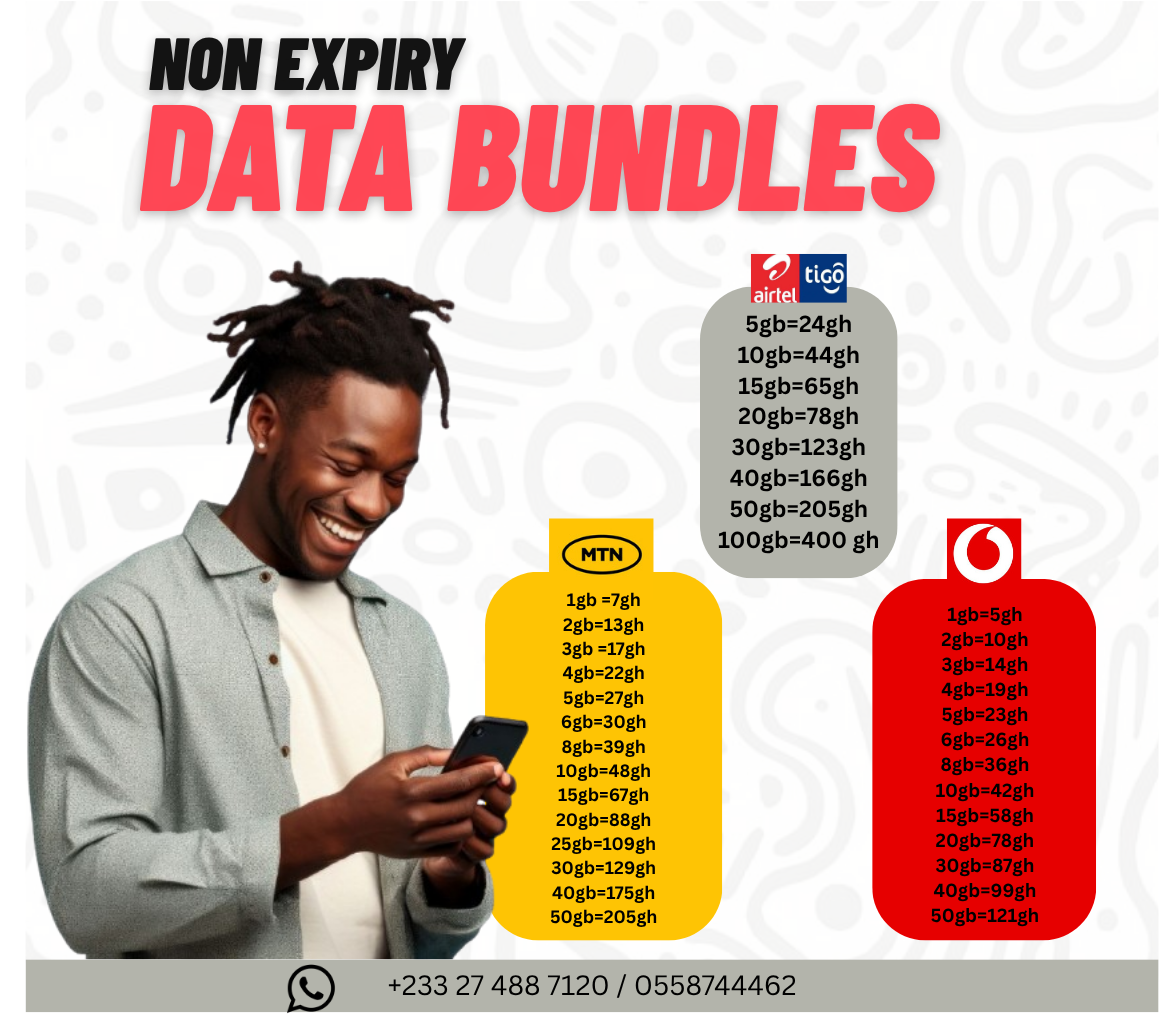 NON EXPIRY
DATA BUNDLES
airtel tigo
5gb=24gh
10gb=44gh
15gb=65gh
20gb=78gh
30gb=123gh
40gb=166gh
50gb=205gh
100gb=400 gh
MTN
1gb =7gh
2gb=13gh
3gb =17gh
4gb=22gh
5gb=27gh
6gb=30gh
8gb=39gh
10gb=48gh
15gb=67gh
20gb=88gh
25gb=109gh
30gb=129gh
40gb=175gh
50gb=205gh
1gb=5gh
2gb=10gh
3gb=14gh
4gb=19gh
5gb=23gh
6gb=26gh
8gb=36gh
10gb=42gh
15gb=58gh
20gb=78gh
30gb=87gh
40gb=99gh
50gb=121gh
+233 27 488 7120 / 0558744462